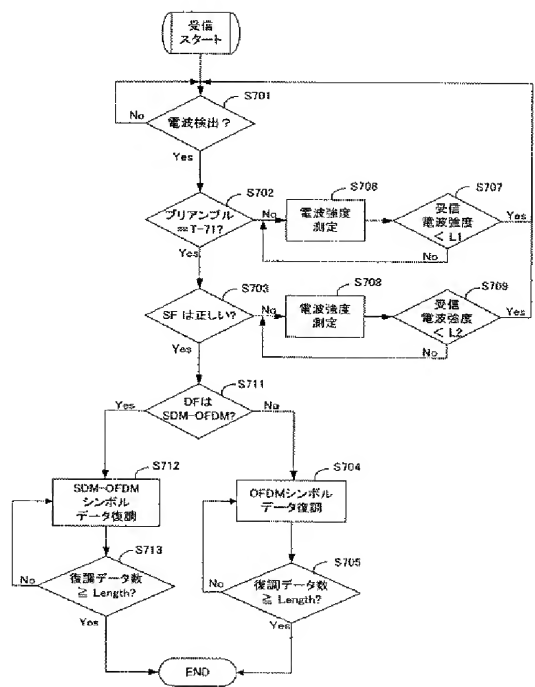 受信
スタート
S701
電波検出?
No
Yes
S702
プリアンブル
==T-71?
No
Yes
S706
電波強度
測定
S707
受信
電波強度
< L1
Yes
No
S703
SF は正しい?
No
Yes
S708
電波強度
測定
S709
受信
電波強度
< L2
Yes
No
S711
DFは
SDM-OFDM?
Yes
No
S712
SDM-OFDM
シンボル
データ復調
S704
OFDMシンボル
データ復調
S713
復調データ数
≧ Length?
No
Yes
S705
復調データ数
≧ Length?
No
Yes
END